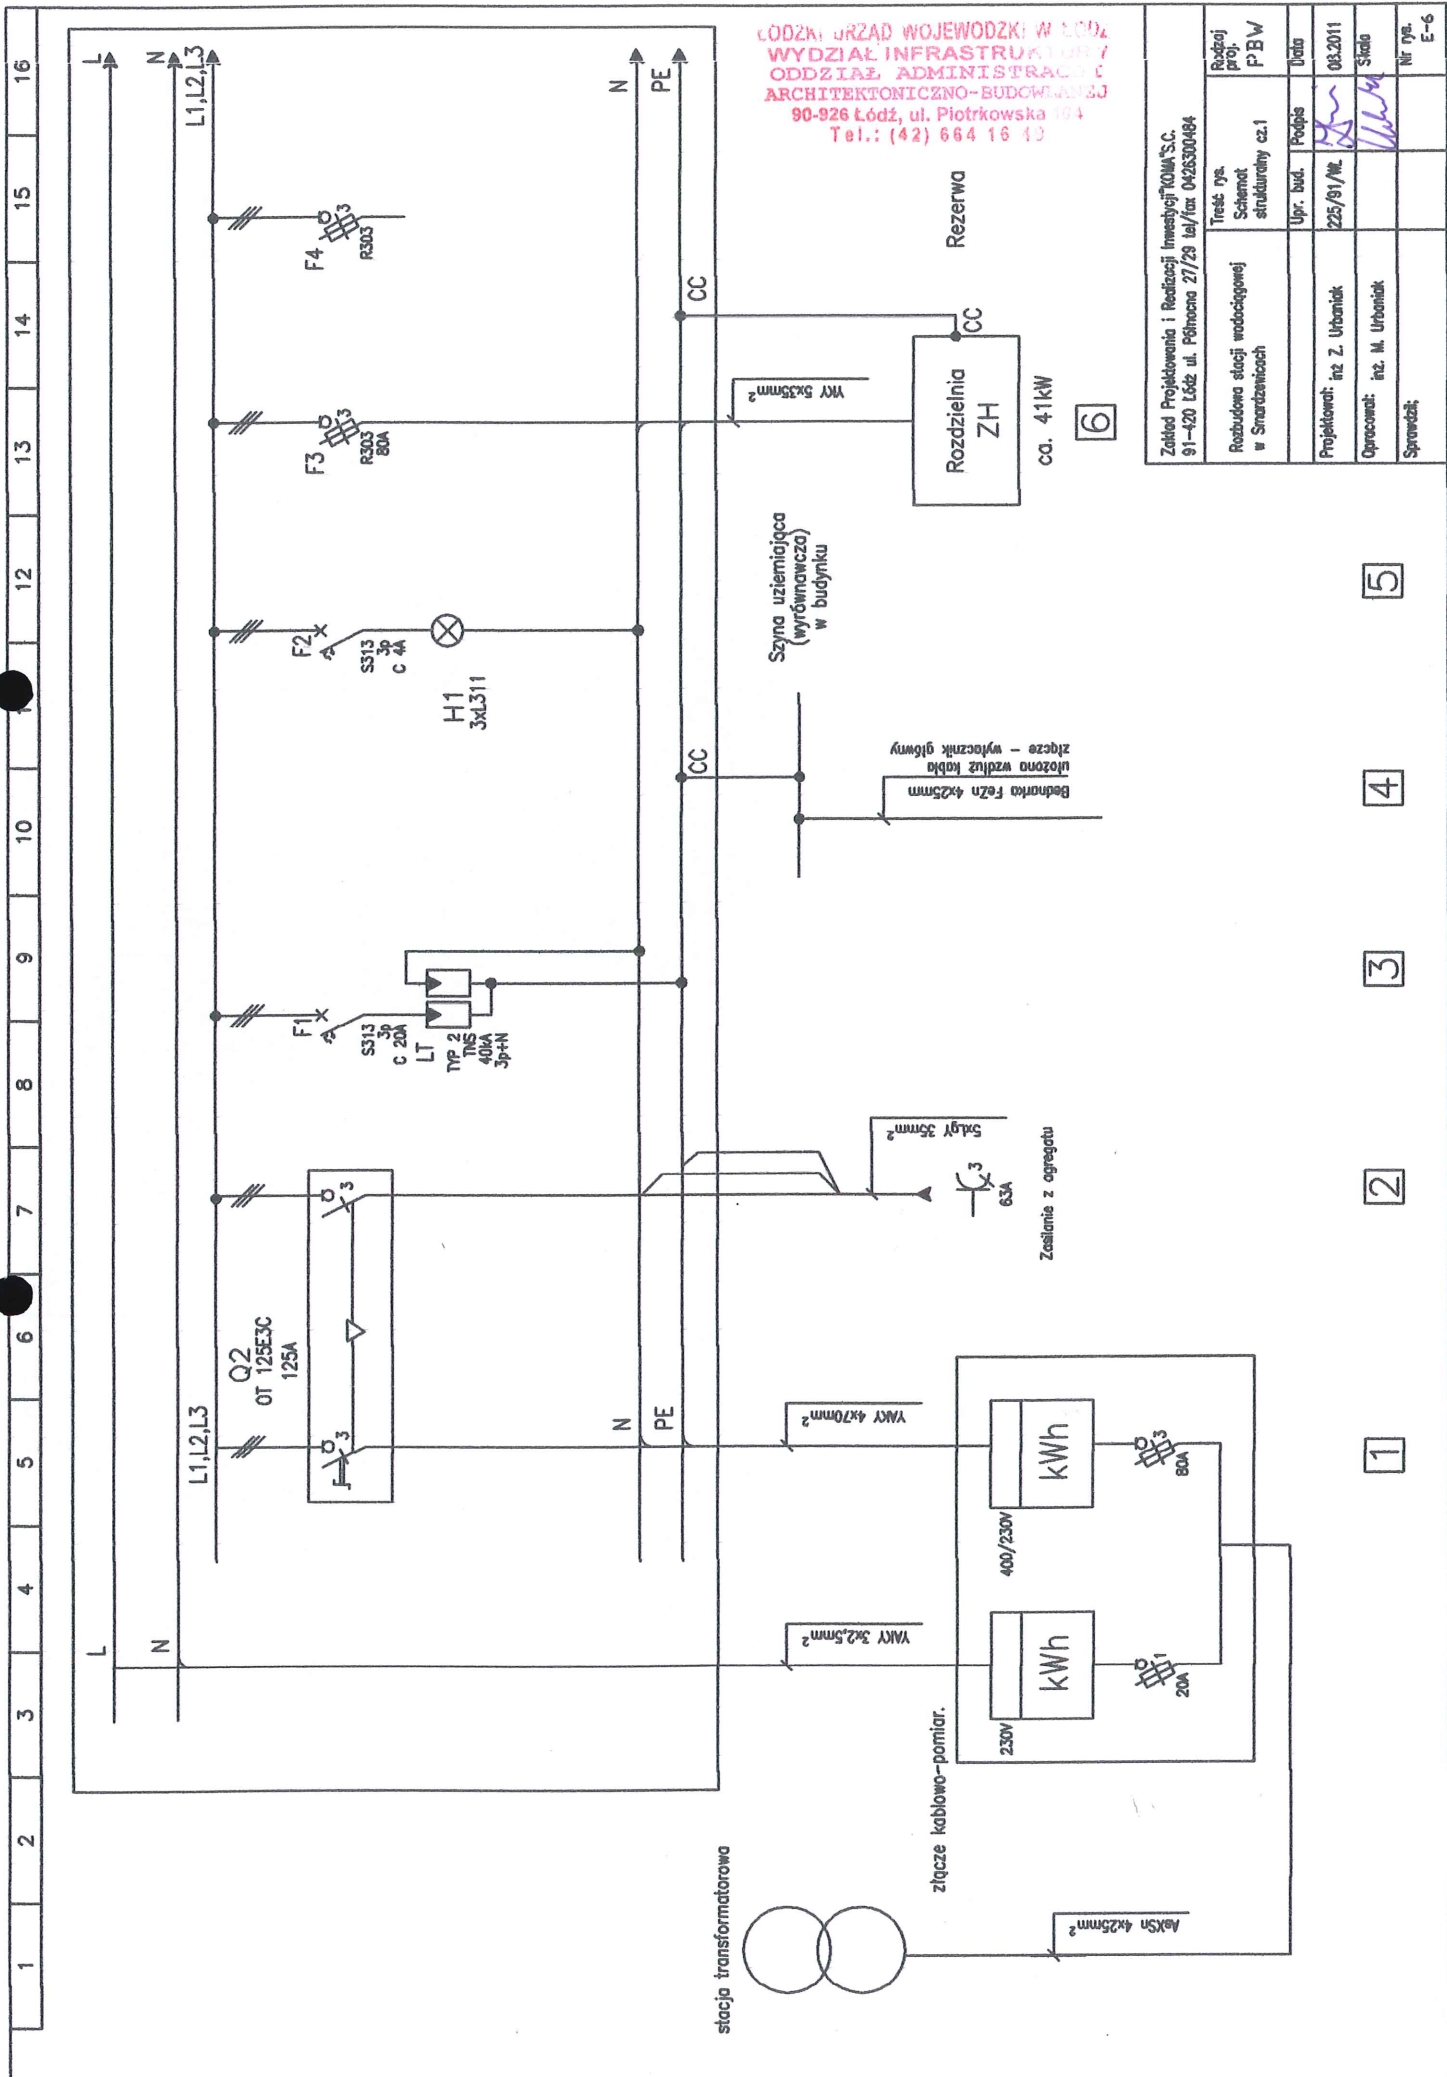 1 2 3 4 5 6 7 8 9 10 12 13 14 15 16
L
L
N
N
L1,L2,L3
L1,L2,L3
Q2
OT 125E3C
125A
3
3
F1
S313
3p
C 20A
LT
TYP 2
TNS
40kA
3p+N
F2
S313
3p
C 4A
H1
3xL311
F3
3
R303
80A
F4
3
R303
N
PE
N
PE
CC
CC
CC
stacja transformatorowa
AsXSn 4x25mm²
złącze kablowo-pomiar.
230V
kWh
1
20A
YAKY 3x2,5mm²
400/230V
kWh
3
80A
YAKY 4x70mm²
5xLgY 35mm²
3
63A
Zasilanie z agregatu
Szyna uziemiająca
(wyrównawcza)
w budynku
Bednarka FeZn 4x25mm
ułożona wzdłuż kabla
złącze - wyłącznik główny
YKY 5x35mm²
Rozdzielnia
ZH
ca. 41kW
Rezerwa
1
2
3
4
5
6
ŁÓDZKI URZĄD WOJEWÓDZKI W
WYDZIAŁ INFRASTRUKTURY
ODDZIAŁ
ARCHITEKTONICZNO-BUDOWLANEJ
90-926 Łódź, ul. Piotrkowska
Tel.: (42) 664 16
Zakład Projektowania i Realizacji Inwestycji"KOMA"S.C.
91-420 Łódź ul. Północna 27/29 tel/fax 0426300484
Rozbudowa stacji wodociągowej
w Smardzewicach
Treść rys.
Schemat
strukturalny cz.1
Rodzaj
proj.
PBW
Upr. bud.
Podpis
Data
Projektował: inż Z. Urbaniak
225/91/WŁ
08.2011
Opracował: inż. M. Urbaniak
Skala
Sprawdził:
Nr rys.
E-6